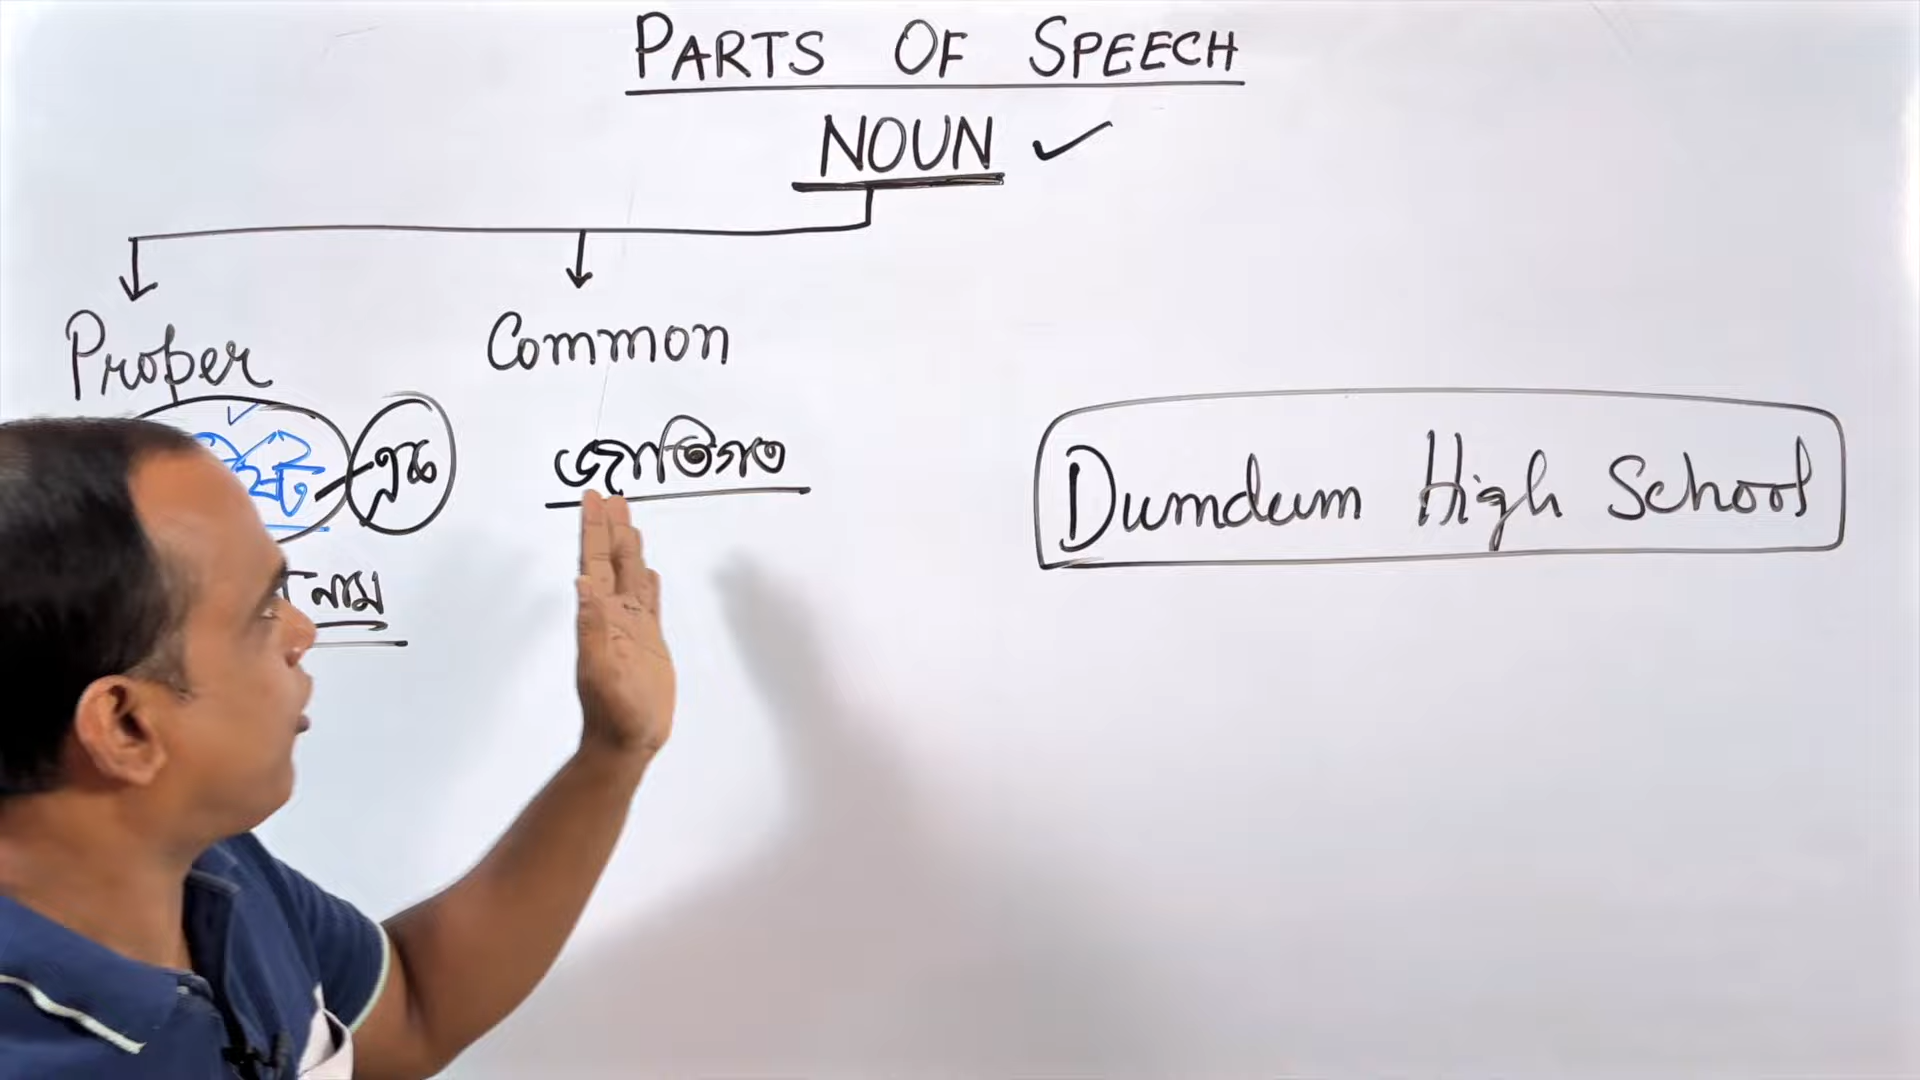 PARTS OF SPEECH
NOUN
Proper Common
জাতিগত
নাম
Dumdum High School